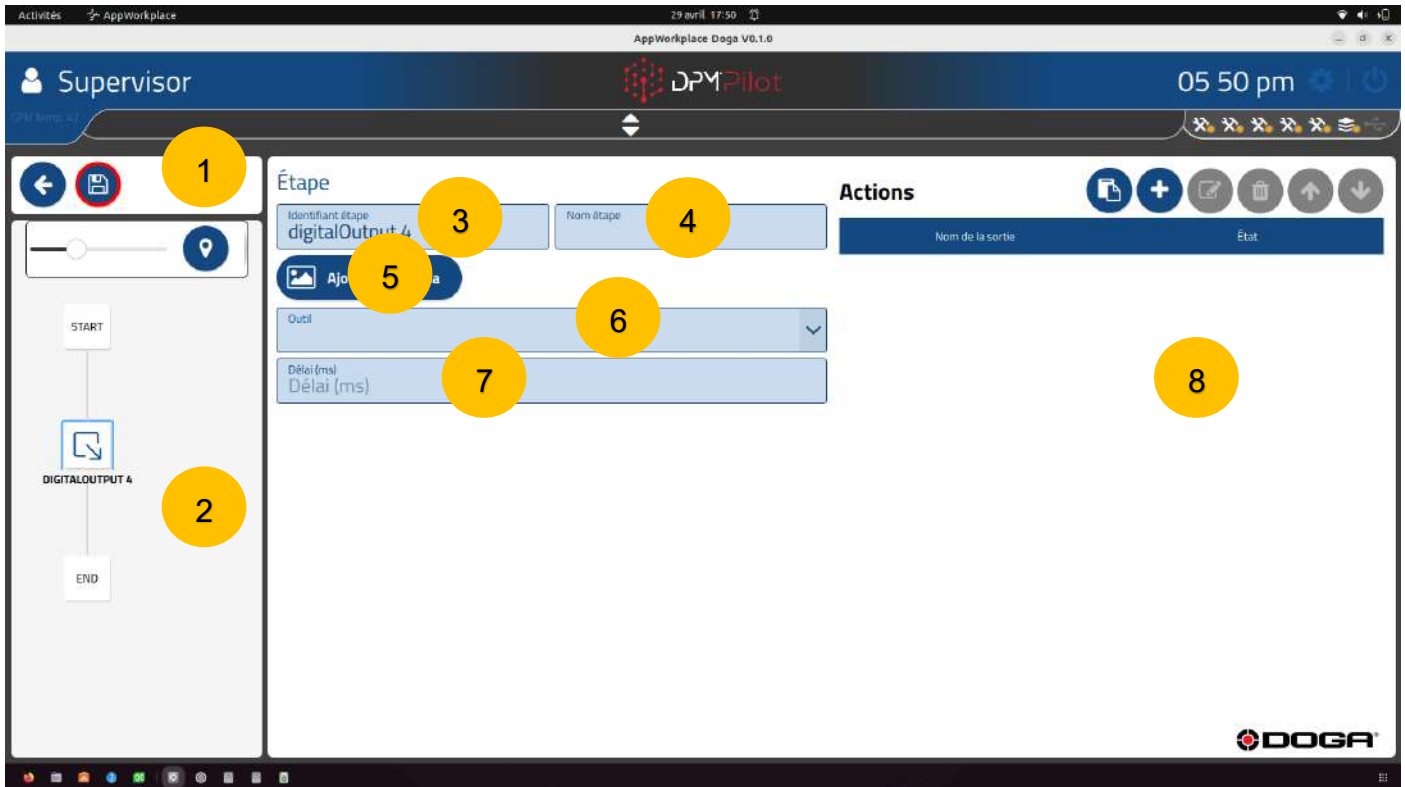 Activités AppWorkplace 29 avril 17:50
AppWorkplace Doga V0.1.0
Supervisor DPMPilot 05 50 pm
1
Étape
Actions
3
4
Identifiant étape
digitalOutput 4
Nom étape
Nom de la sortie État
5
Outil
6
START
Délai (ms)
Délai (ms)
7
8
DIGITALOUTPUT 4
2
END
DOGA